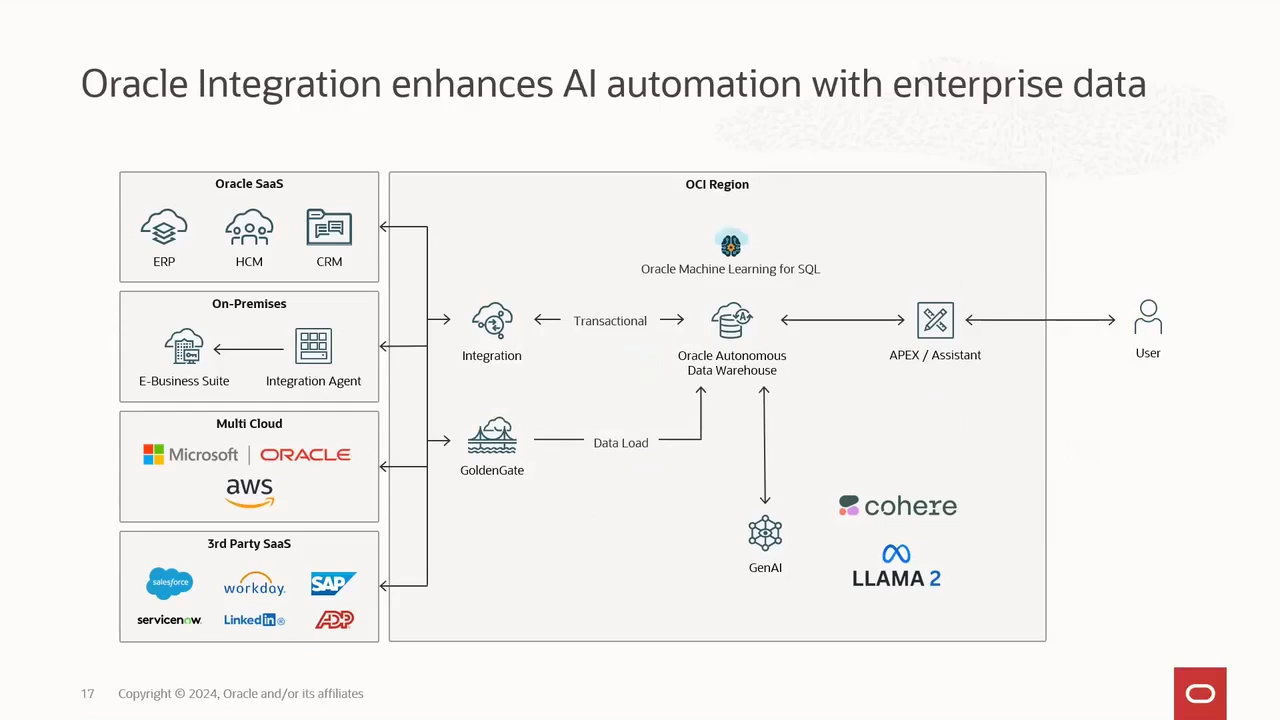 Oracle Integration enhances AI automation with enterprise data
Oracle SaaS
ERP
HCM
CRM
On-Premises
E-Business Suite
Integration Agent
Multi Cloud
Microsoft
ORACLE
aws
3rd Party SaaS
salesforce
workday.
SAP
servicenow.
LinkedIn®
ADP
OCI Region
Oracle Machine Learning for SQL
Integration
Transactional
A
Oracle Autonomous
Data Warehouse
APEX / Assistant
User
GoldenGate
Data Load
GenAI
cohere
LLAMA 2
17
Copyright © 2024, Oracle and/or its affiliates